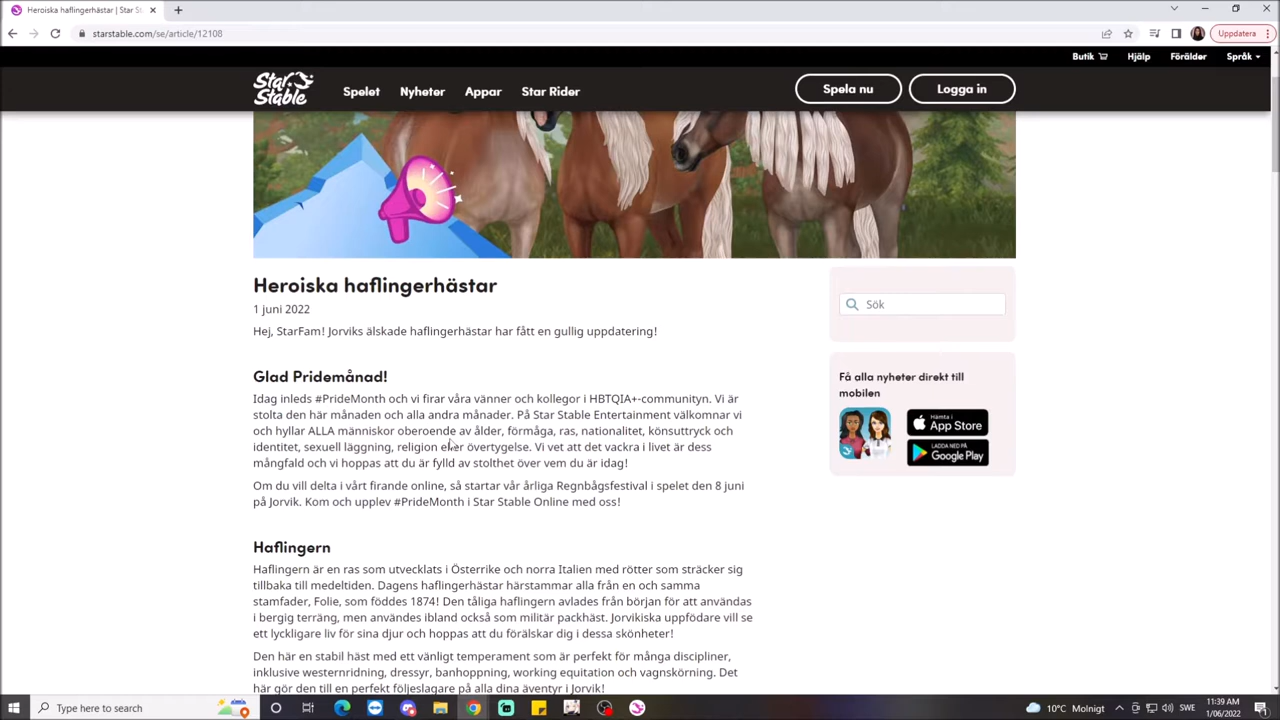 Heroiska haflingerhästar | Star S
starstable.com/se/article/12108
Uppdatera
Butik
Hjälp
Förälder
Språk
Star Stable
Spelet
Nyheter
Appar
Star Rider
Spela nu
Logga in
Heroiska haflingerhästar
1 juni 2022
Hej, StarFam! Jorviks älskade haflingerhästar har fått en gullig uppdatering!
Glad Pridemånad!
Idag inleds #PrideMonth och vi firar våra vänner och kollegor i HBTQIA+-communityn. Vi är
stolta den här månaden och alla andra månader. På Star Stable Entertainment välkomnar vi
och hyllar ALLA människor oberoende av ålder, förmåga, ras, nationalitet, könsuttryck och
identitet, sexuell läggning, religion eller övertygelse. Vi vet att det vackra i livet är dess
mångfald och vi hoppas att du är fylld av stolthet över vem du är idag!
Om du vill delta i vårt firande online, så startar vår årliga Regnbågsfestival i spelet den 8 juni
på Jorvik. Kom och upplev #PrideMonth i Star Stable Online med oss!
Haflingern
Haflingern är en ras som utvecklats i Österrike och norra Italien med rötter som sträcker sig
tillbaka till medeltiden. Dagens haflingerhästar härstammar alla från en och samma
stamfader, Folie, som föddes 1874! Den tåliga haflingern avlades från början för att användas
i bergig terräng, men användes ibland också som militär packhäst. Jorvikiska uppfödare vill se
ett lyckligare liv för sina djur och hoppas att du förälskar dig i dessa skönheter!
Den här en stabil häst med ett vänligt temperament som är perfekt för många discipliner,
inklusive westernridning, dressyr, banhoppning, working equitation och vagnskörning. Det
här gör den till en perfekt följeslagare på alla dina äventyr i Jorvik!
Sök
Få alla nyheter direkt till
mobilen
Hämta i
App Store
LADDA NED PÅ
Google Play
Type here to search
10°C Molnigt
SWE
11:39 AM
1/06/2022
1